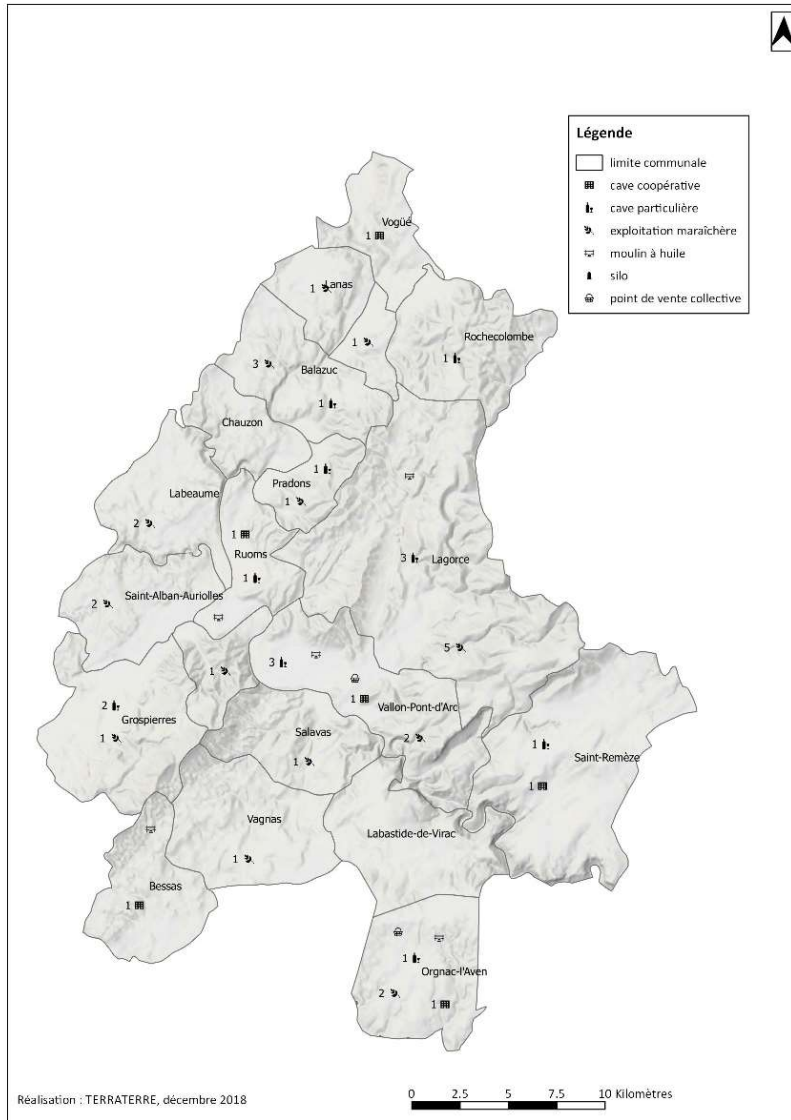 Légende
limite communale
cave coopérative
cave particulière
exploitation maraîchère
moulin à huile
silo
point de vente collective
Vogüé
1
Lanas
1
1
Rochecolombe
1
3
Balazuc
1
Chauzon
1
Pradons
1
Labeaume
2
1
Ruoms
1
3
Lagorce
5
Saint-Alban-Auriolles
2
1
3
1
Vallon-Pont-d'Arc
2
2
Grospierres
1
Salavas
1
1
Saint-Remèze
1
Vagnas
1
Labastide-de-Virac
Bessas
1
1
Orgnac-l'Aven
2
1
Réalisation : TERRATERRE, décembre 2018
0 2.5 5 7.5 10 Kilomètres